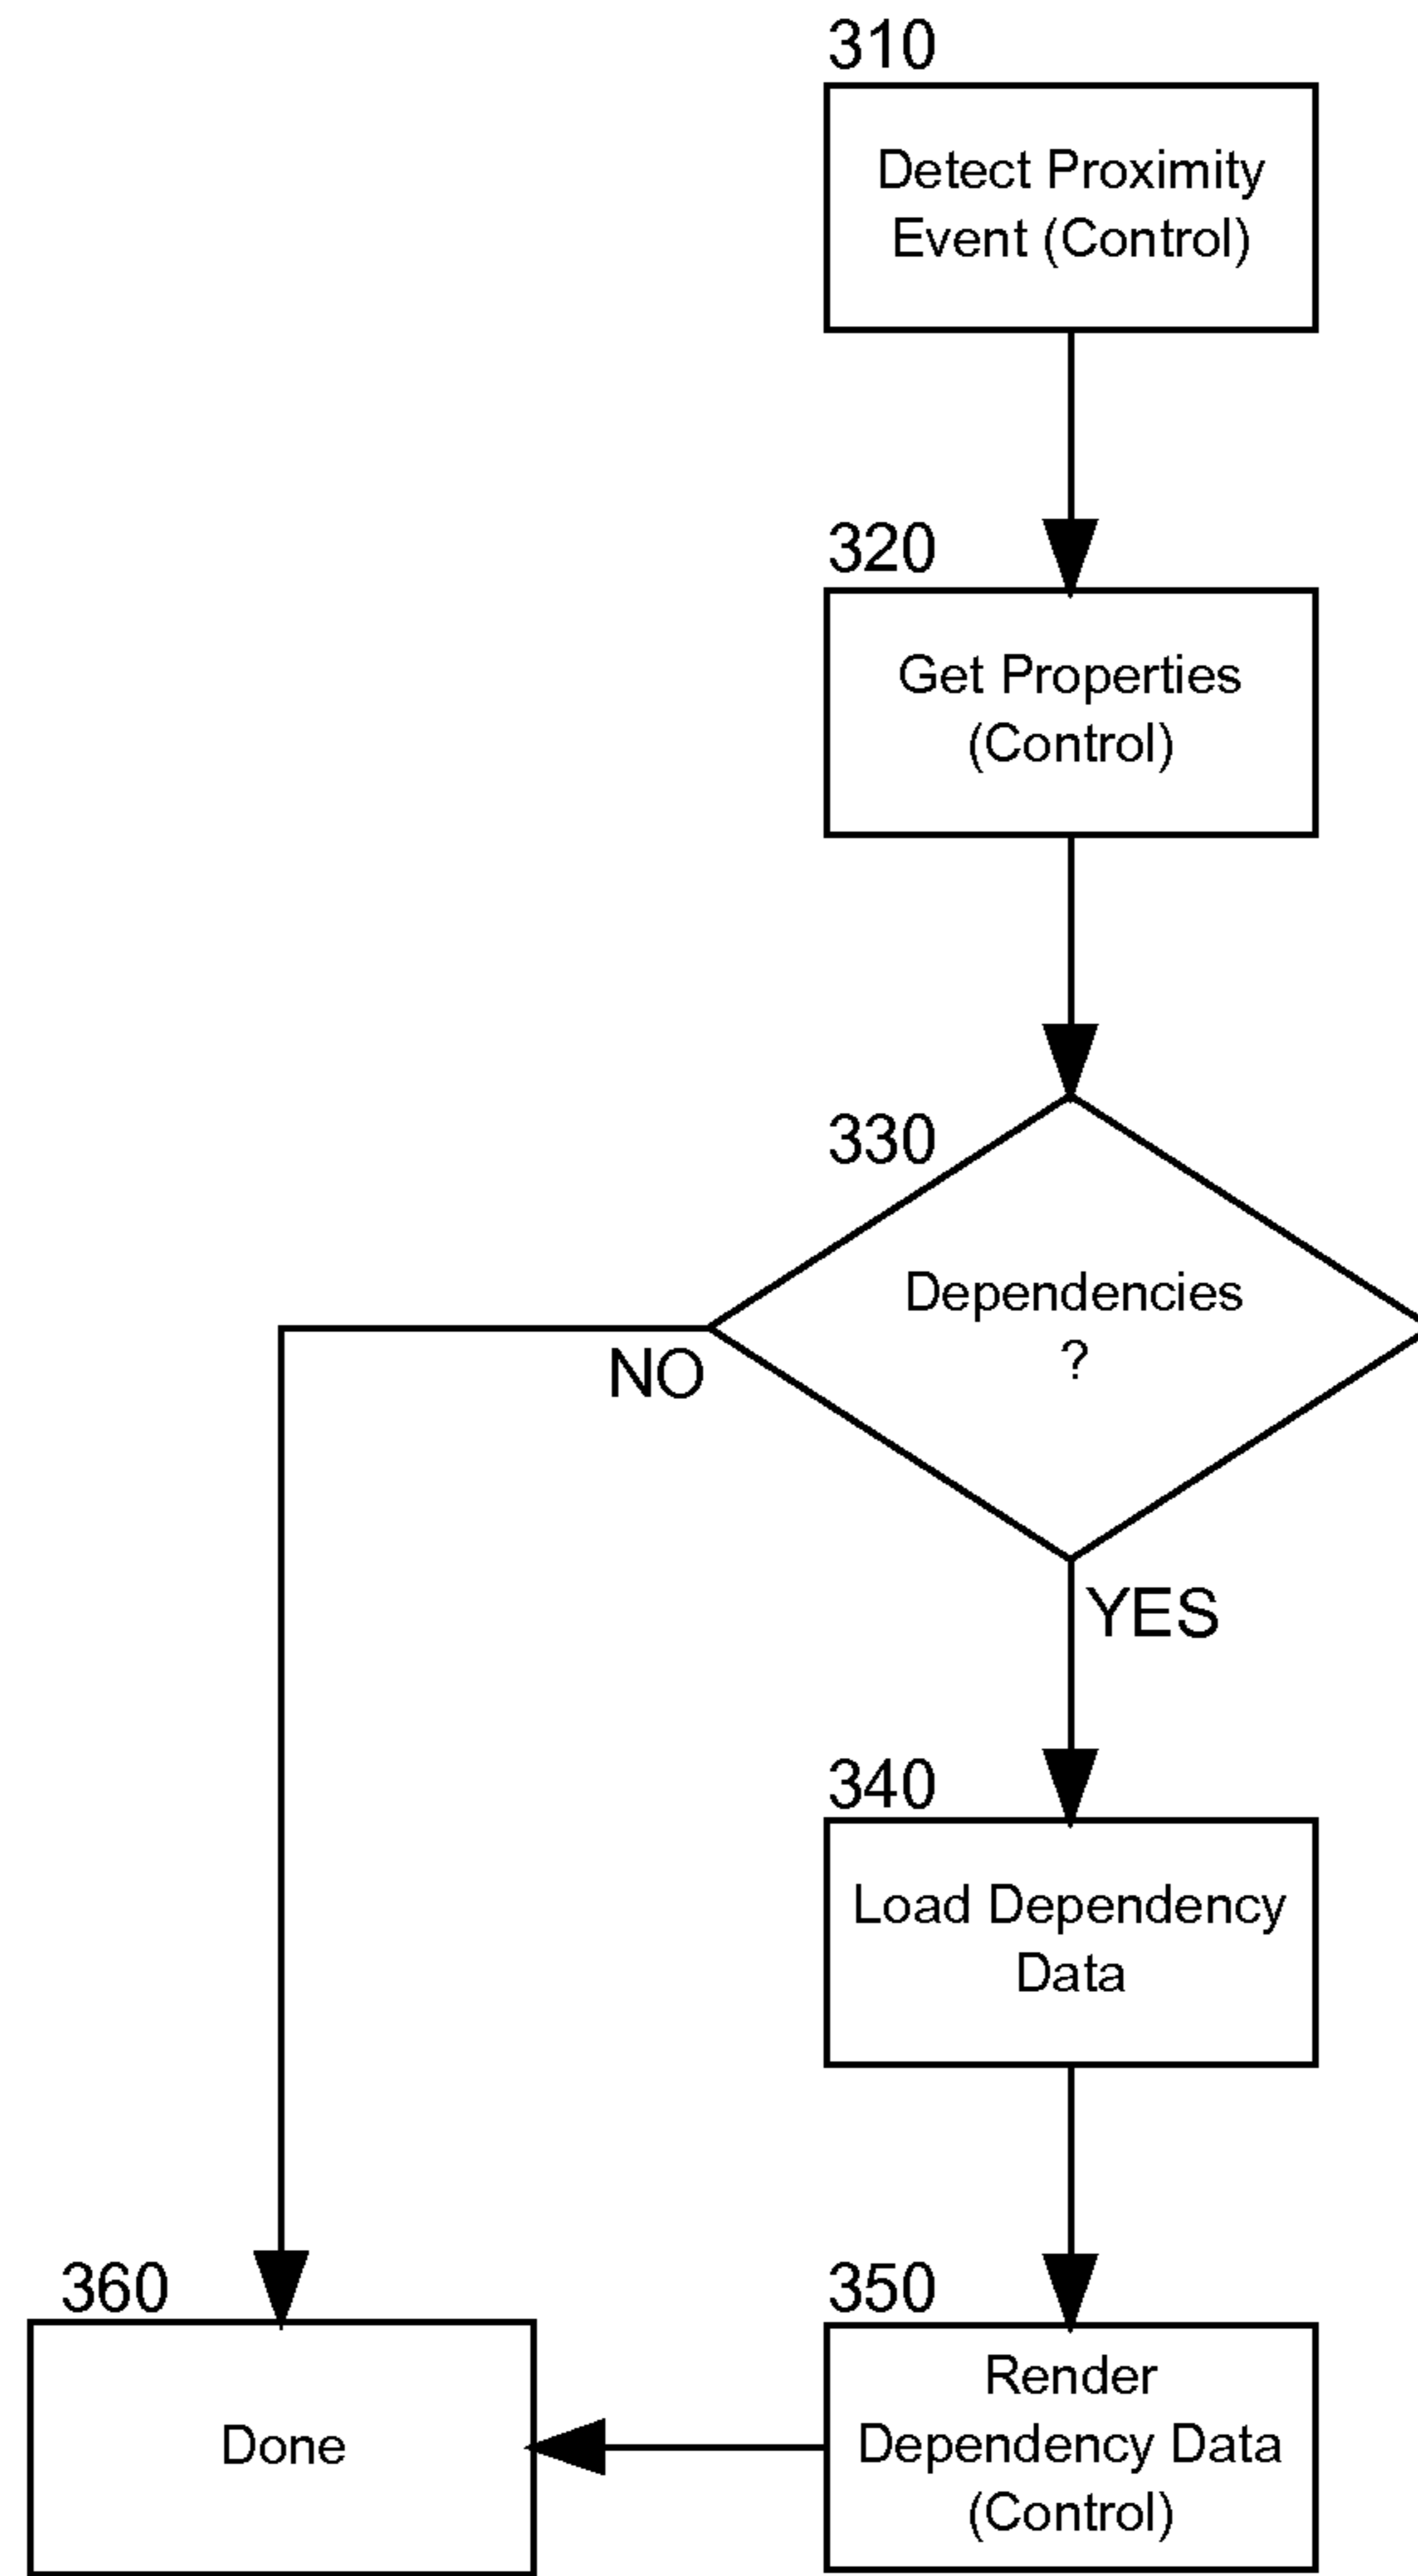 310
Detect Proximity
Event (Control)
320
Get Properties
(Control)
330
Dependencies
?
NO
YES
340
Load Dependency
Data
360
Done
350
Render
Dependency Data
(Control)